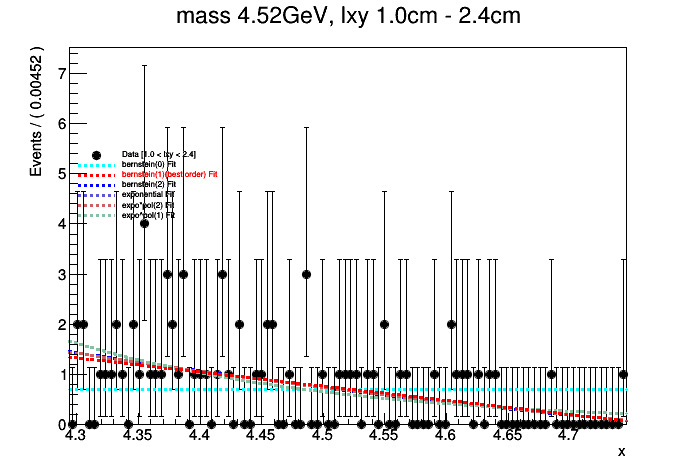 mass 4.52GeV, lxy 1.0cm - 2.4cm
Events / ( 0.00452 )
7
6
5
4
3
2
1
0
Data [1.0 < lxy < 2.4]
bernstein(0) Fit
bernstein(1)(best order) Fit
bernstein(2) Fit
exponential Fit
expo*pol(2) Fit
expo*pol(1) Fit
4.3 4.35 4.4 4.45 4.5 4.55 4.6 4.65 4.7
x